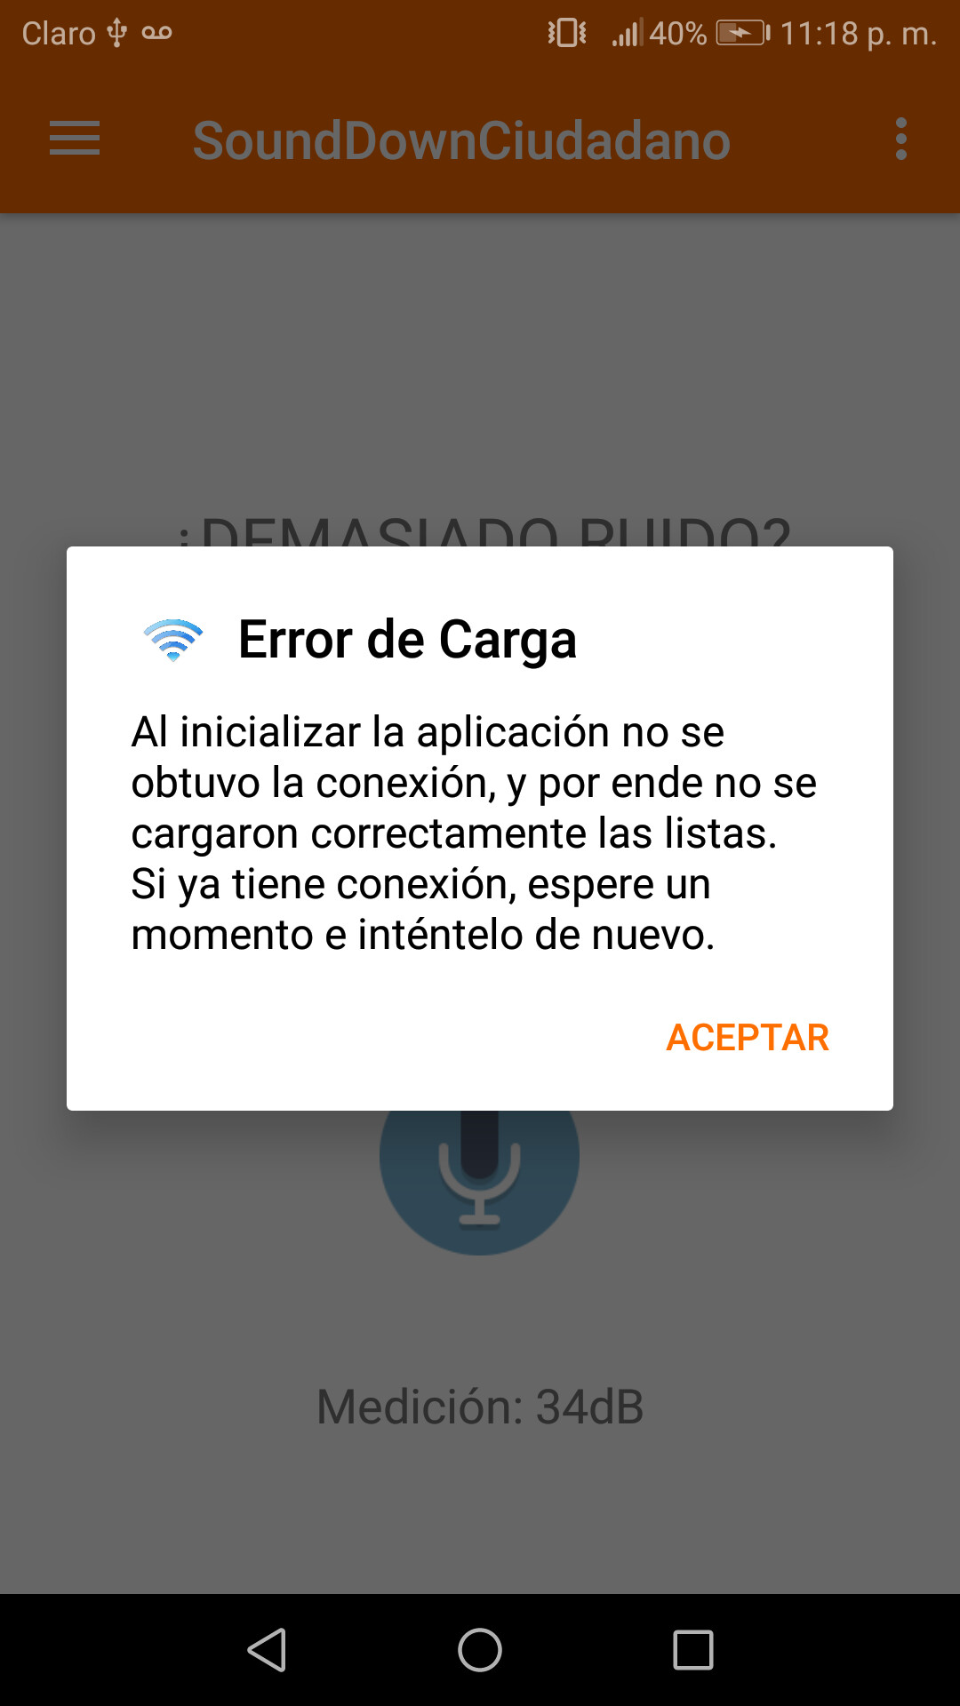 Claro 40% 11:18 p. m.
SoundDownCiudadano
¿DEMASIADO RUIDO?
Error de Carga
Al inicializar la aplicación no se
obtuvo la conexión, y por ende no se
cargaron correctamente las listas.
Si ya tiene conexión, espere un
momento e inténtelo de nuevo.
ACEPTAR
Medición: 34dB